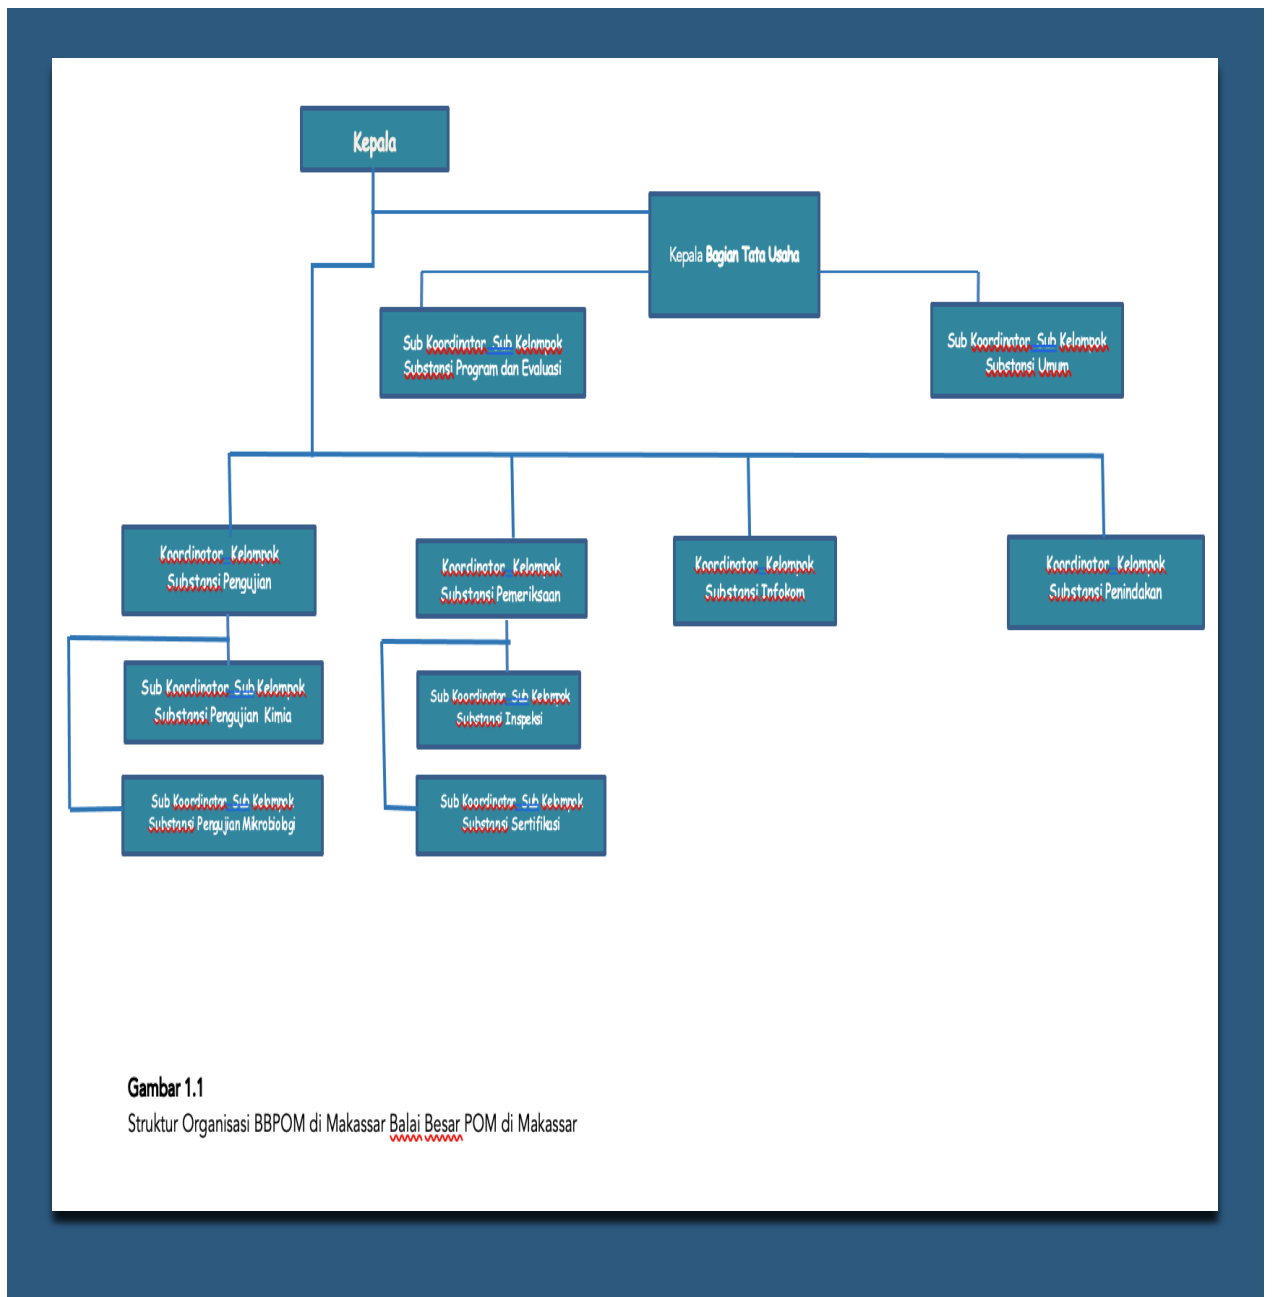 Kepala
Kepala Bagian Tata Usaha
Sub Koordinator Sub Kelompok
Substansi Program dan Evaluasi
Sub Koordinator Sub Kelompok
Substansi Umum
Koordinator Kelompok
Substansi Pengujian
Koordinator Kelompok
Substansi Pemeriksaan
Koordinator Kelompok
Substansi Infokom
Koordinator Kelompok
Substansi Penindakan
Sub Koordinator Sub Kelompok
Substansi Pengujian Kimia
Sub Koordinator Sub Kelompok
Substansi Inspeksi
Sub Koordinator Sub Kelompok
Substansi Pengujian Mikrobiologi
Sub Koordinator Sub Kelompok
Substansi Sertifikasi
Gambar 1.1
Struktur Organisasi BBPOM di Makassar Balai Besar POM di Makassar